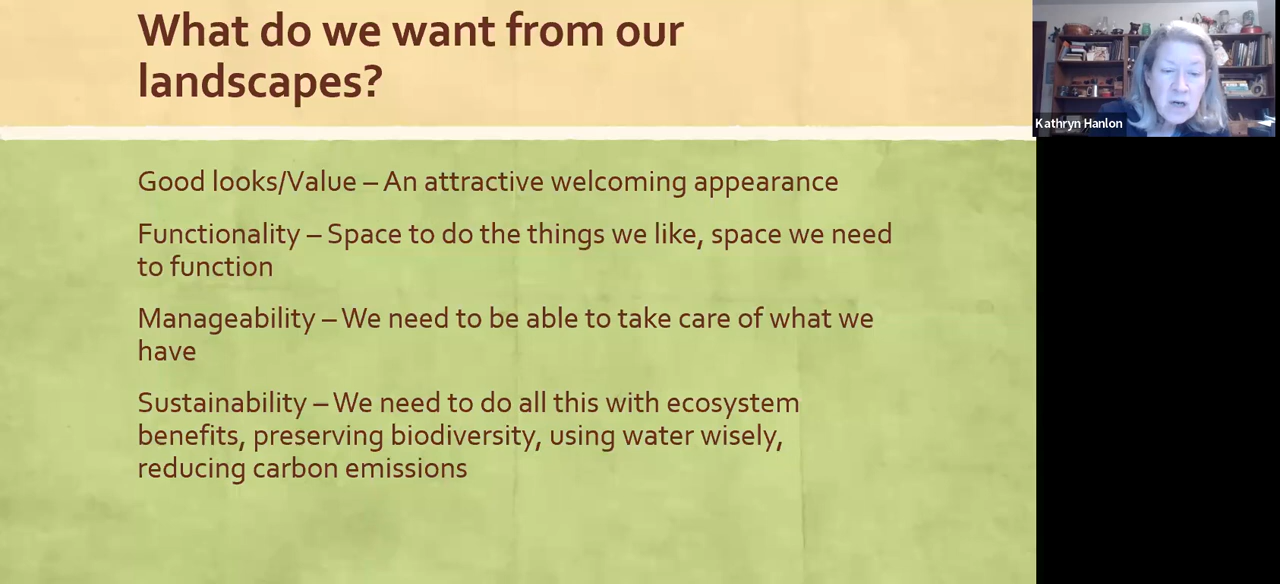 What do we want from our
landscapes?
Kathryn Hanlon
Good looks/Value – An attractive welcoming appearance
Functionality – Space to do the things we like, space we need
to function
Manageability – We need to be able to take care of what we
have
Sustainability – We need to do all this with ecosystem
benefits, preserving biodiversity, using water wisely,
reducing carbon emissions